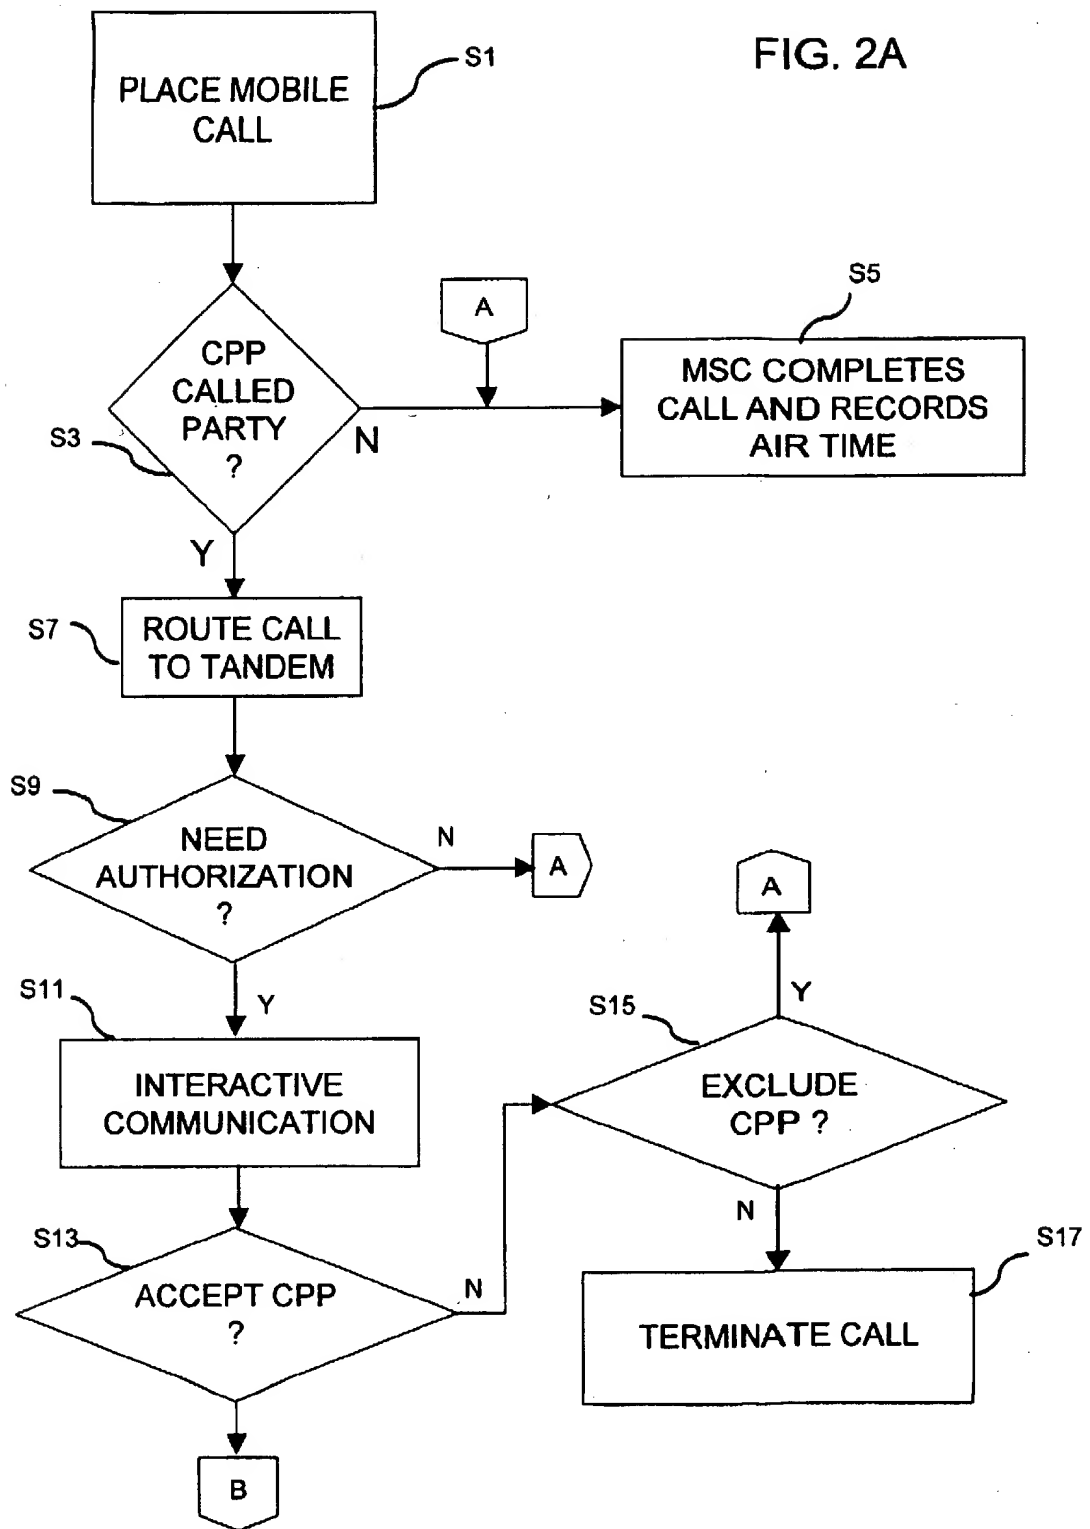 FIG. 2A
S1
PLACE MOBILE
CALL
A
S5
CPP
CALLED
PARTY
?
S3
N
MSC COMPLETES
CALL AND RECORDS
AIR TIME
Y
S7
ROUTE CALL
TO TANDEM
S9
NEED
AUTHORIZATION
?
N
A
A
S11
Y
S15
Y
INTERACTIVE
COMMUNICATION
EXCLUDE
CPP ?
N
S13
ACCEPT CPP
?
N
S17
TERMINATE CALL
B